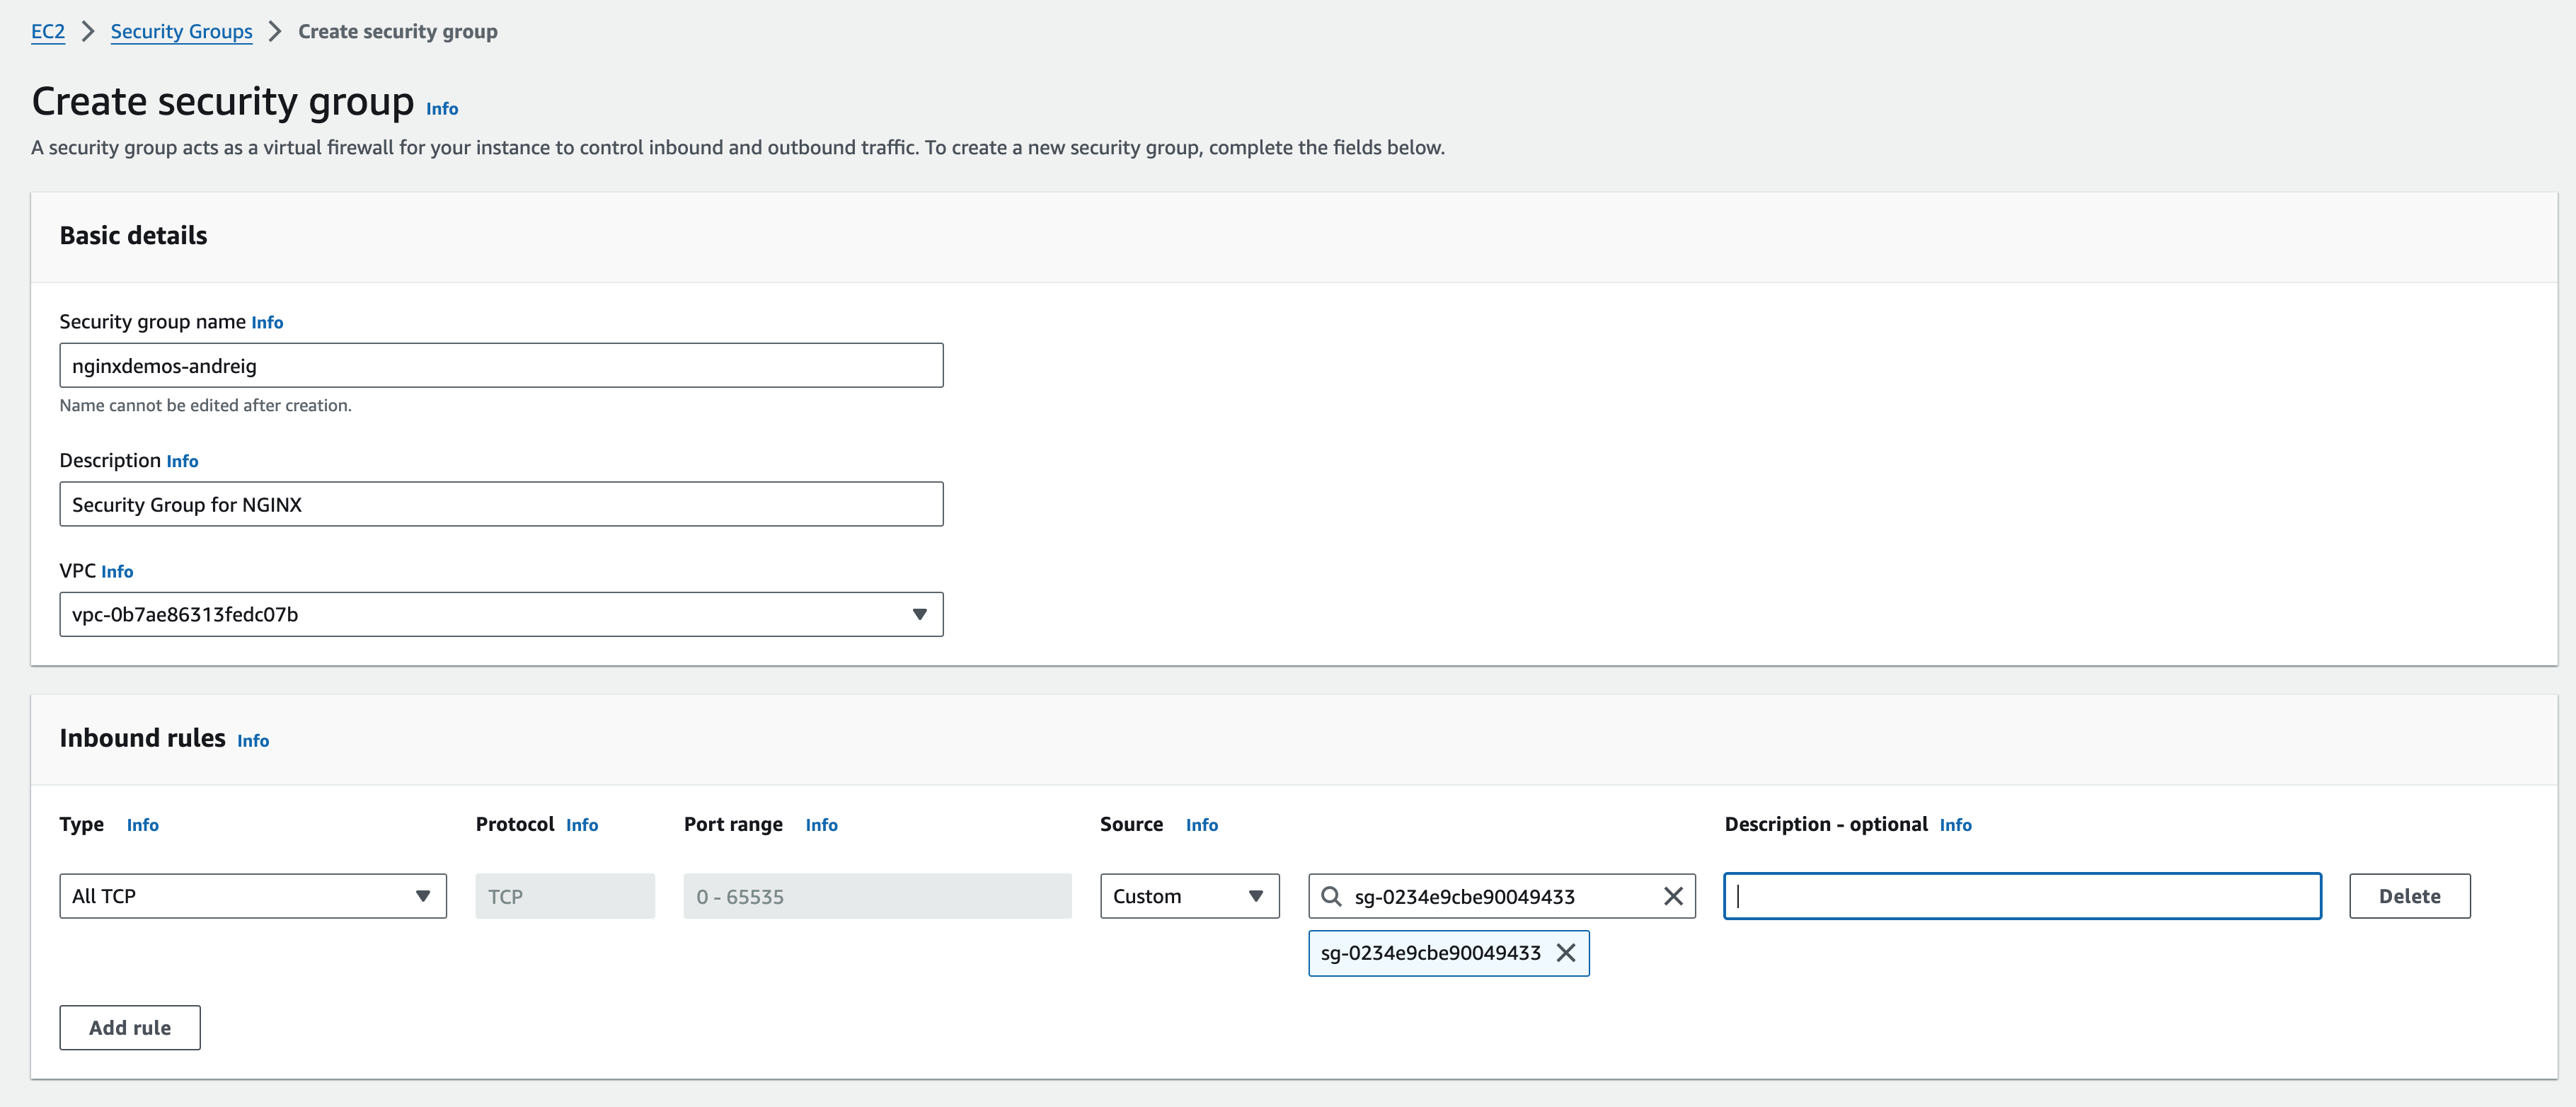 EC2 > Security Groups > Create security group
Create security group Info
A security group acts as a virtual firewall for your instance to control inbound and outbound traffic. To create a new security group, complete the fields below.
Basic details
Security group name Info
nginxdemos-andreig
Name cannot be edited after creation.
Description Info
Security Group for NGINX
VPC Info
vpc-0b7ae86313fedc07b
Inbound rules Info
Type Info Protocol Info Port range Info Source Info Description - optional Info
All TCP TCP 0 - 65535 Custom sg-0234e9cbe90049433 Delete
sg-0234e9cbe90049433
Add rule